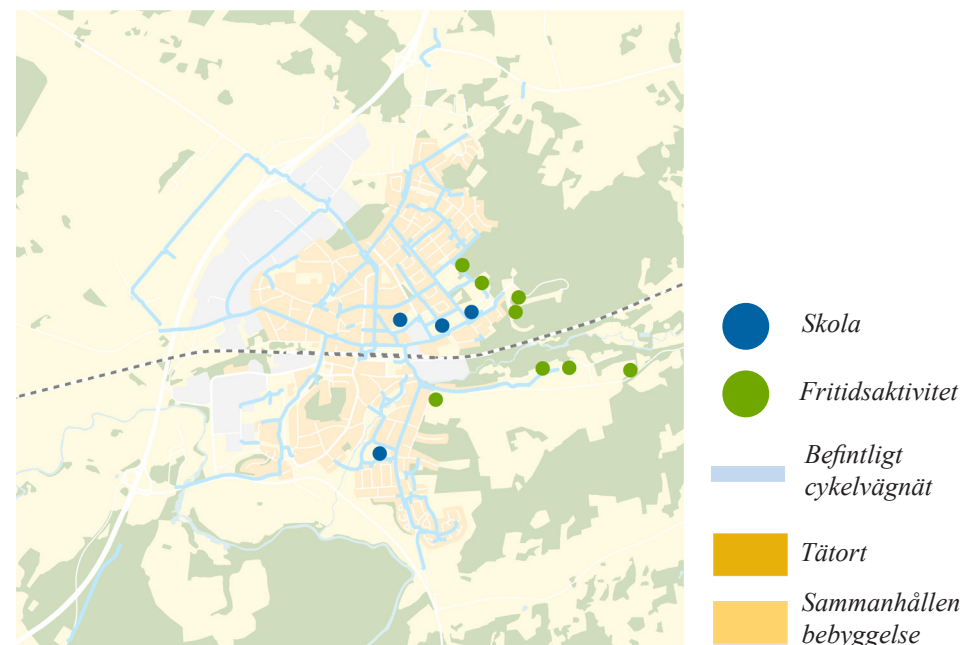 Skola
Fritidsaktivitet
Befintligt
cykelvägnät
Tätort
Sammanhållen
bebyggelse